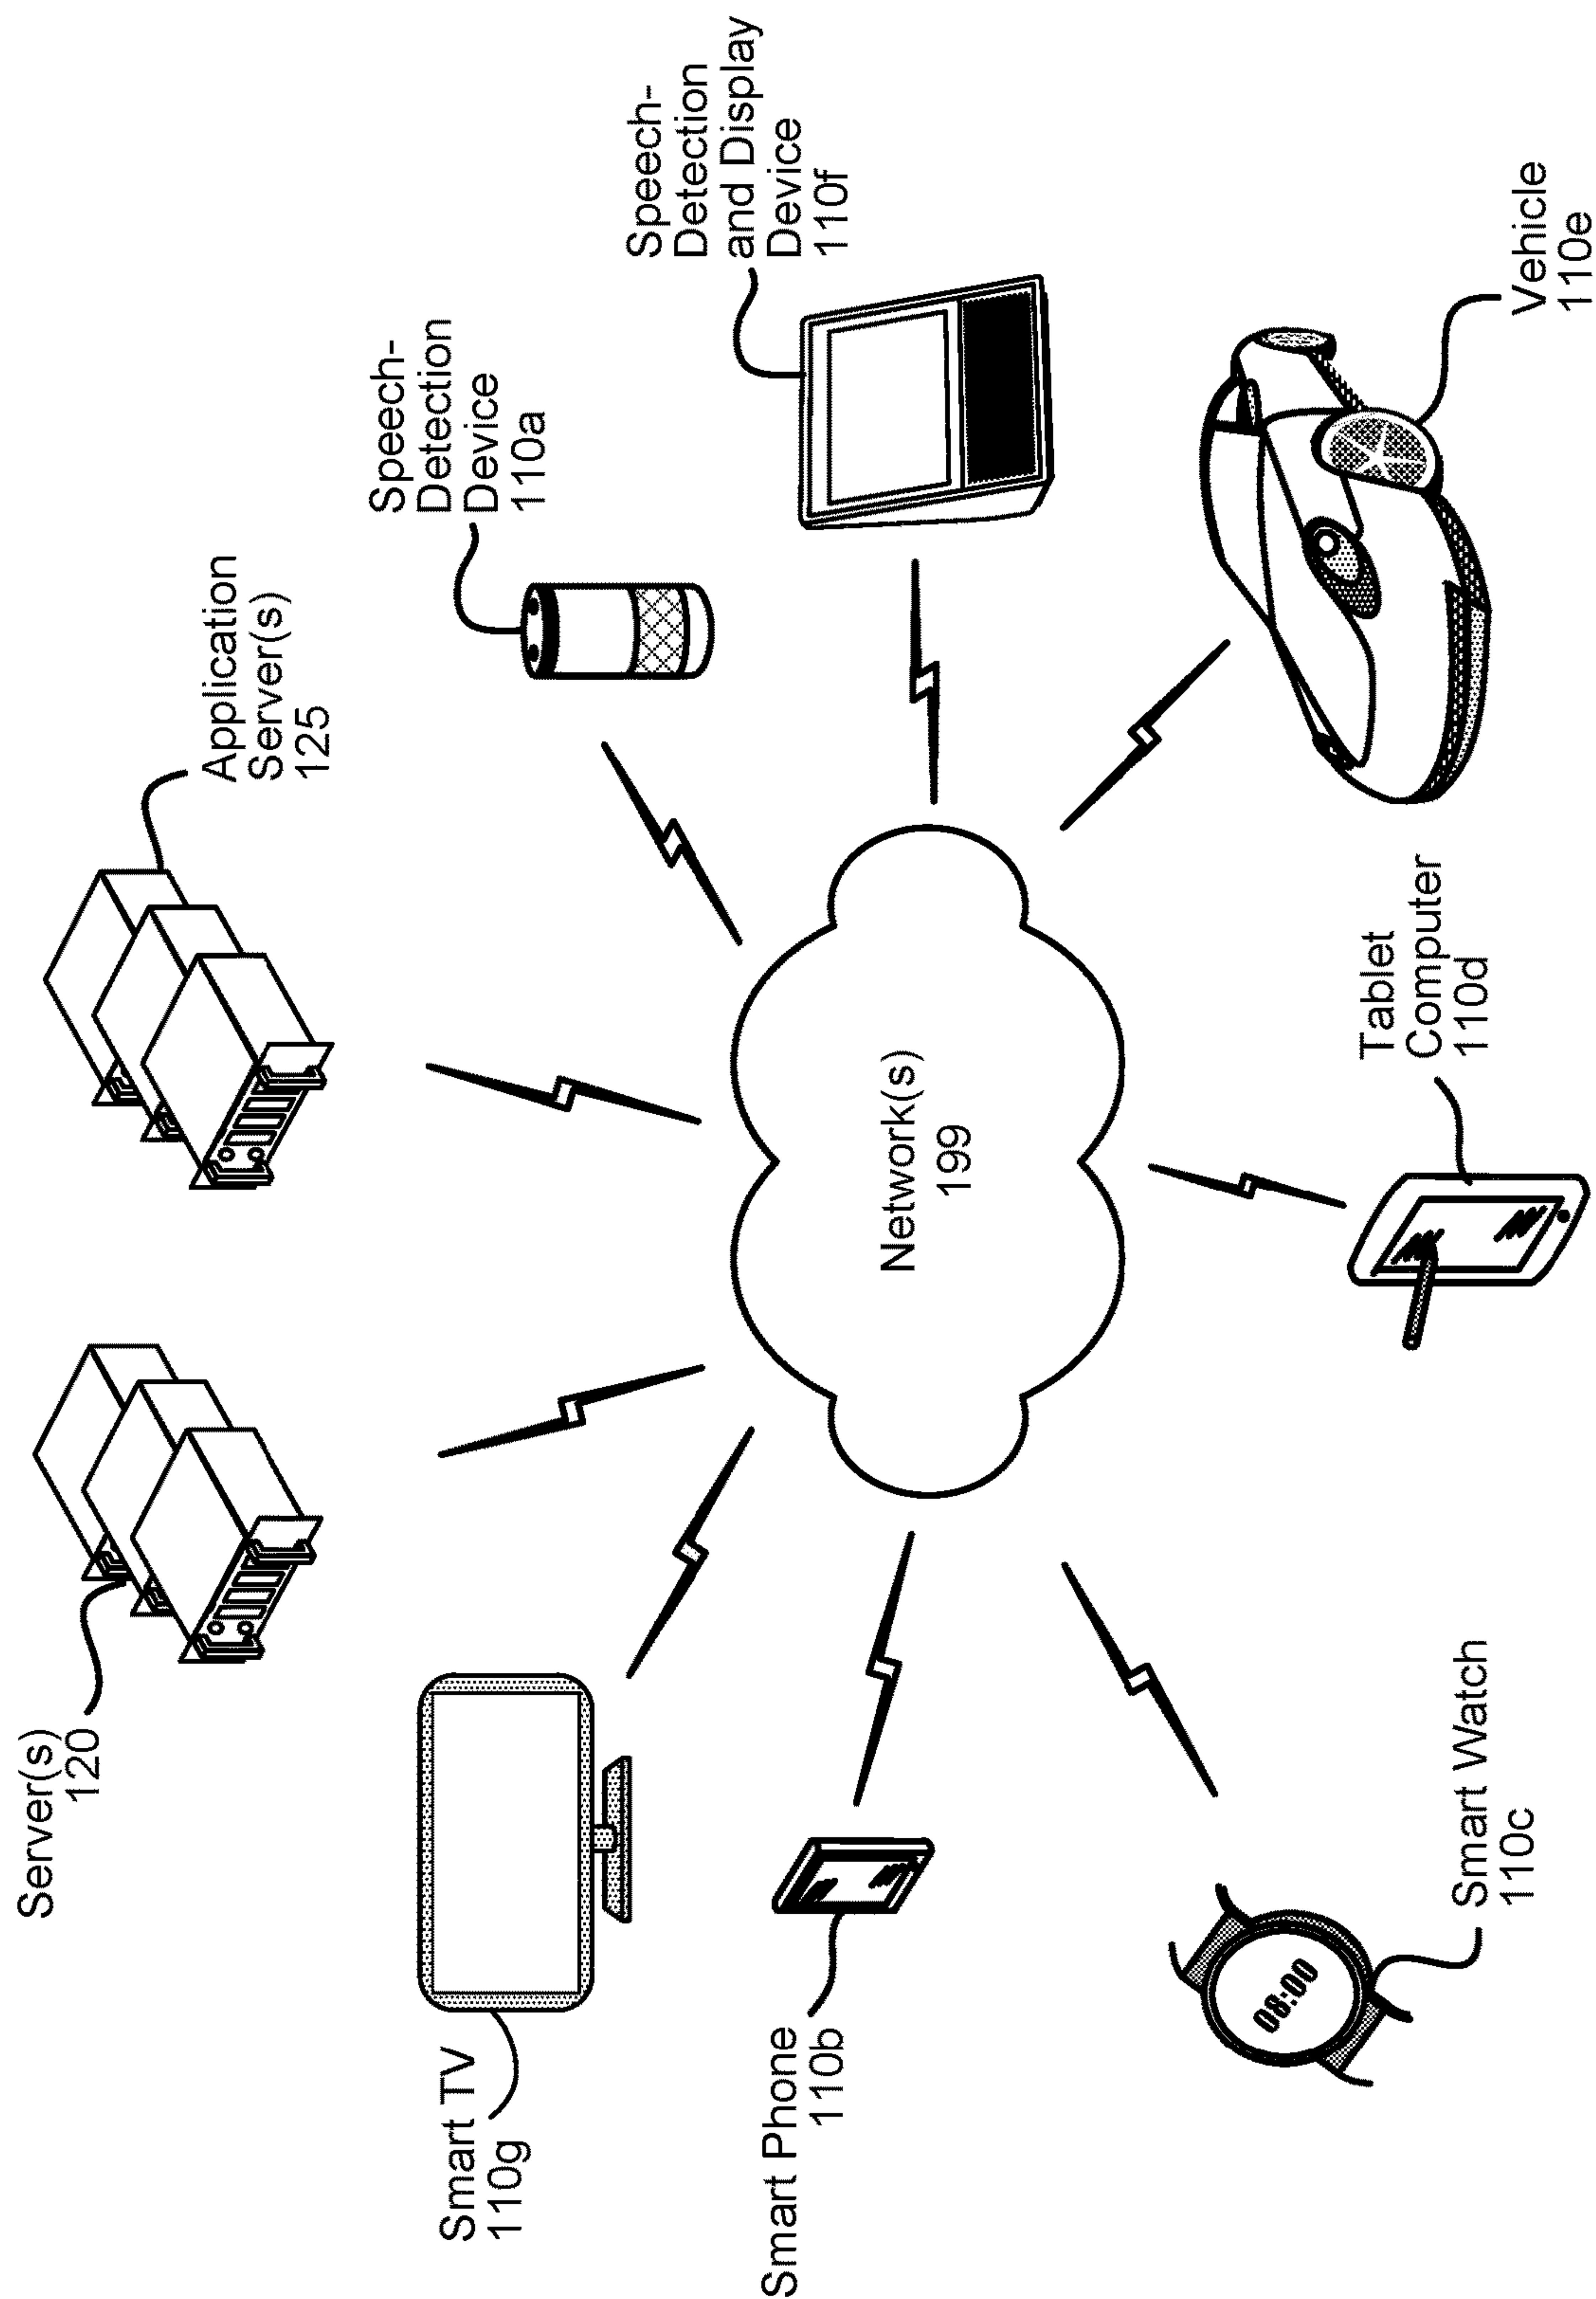 Server(s)
120
Application
Server(s)
125
Smart TV
110g
Speech-
Detection
Device
110a
Smart Phone
110b
Network(s)
199
Speech-
Detection
and Display
Device
110f
08:00
Smart Watch
110c
Tablet
Computer
110d
Vehicle
110e